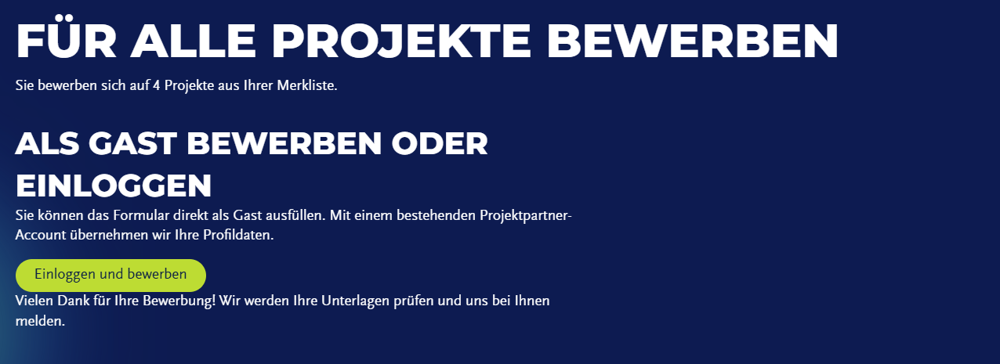 FÜR ALLE PROJEKTE BEWERBEN
Sie bewerben sich auf 4 Projekte aus Ihrer Merkliste.
ALS GAST BEWERBEN ODER
EINLOGGEN
Sie können das Formular direkt als Gast ausfüllen. Mit einem bestehenden Projektpartner-
Account übernehmen wir Ihre Profildaten.
Einloggen und bewerben
Vielen Dank für Ihre Bewerbung! Wir werden Ihre Unterlagen prüfen und uns bei Ihnen
melden.